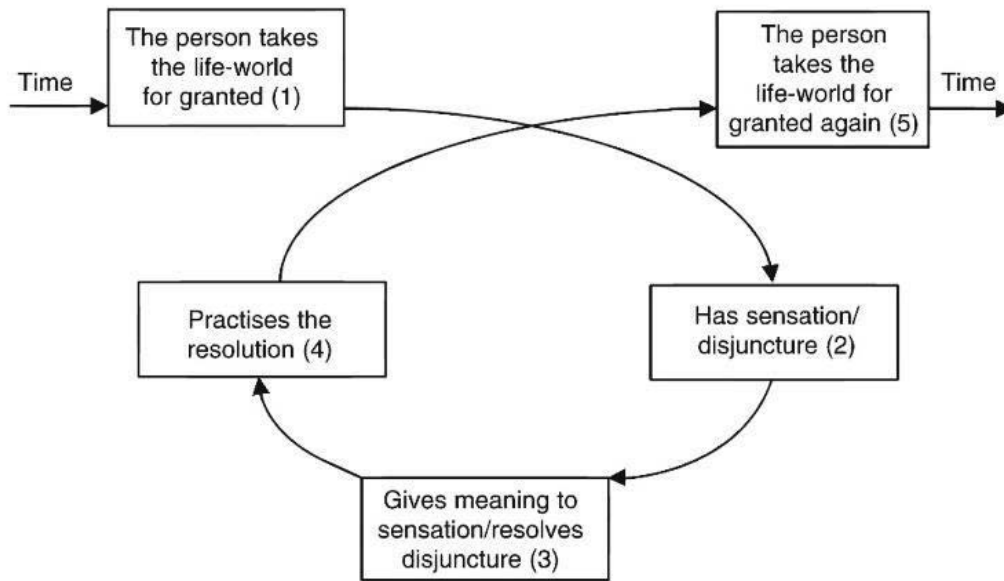 Time
The person takes
the life-world
for granted (1)
The person
takes the
life-world for
granted again (5)
Time
Has sensation/
disjuncture (2)
Gives meaning to
sensation/resolves
disjuncture (3)
Practises the
resolution (4)